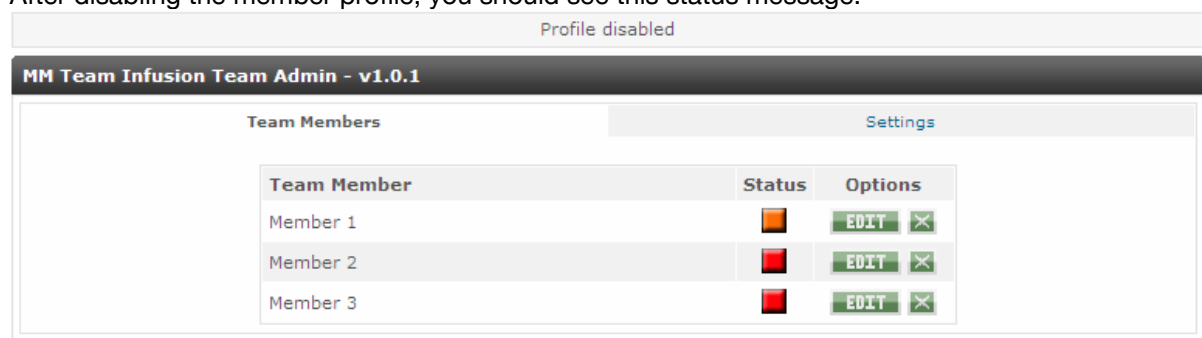 After disabling the member profile, you should see this status message:
Profile disabled
MM Team Infusion Team Admin - v1.0.1
Team Members Settings
Team Member Status Options
Member 1 EDIT
Member 2 EDIT
Member 3 EDIT